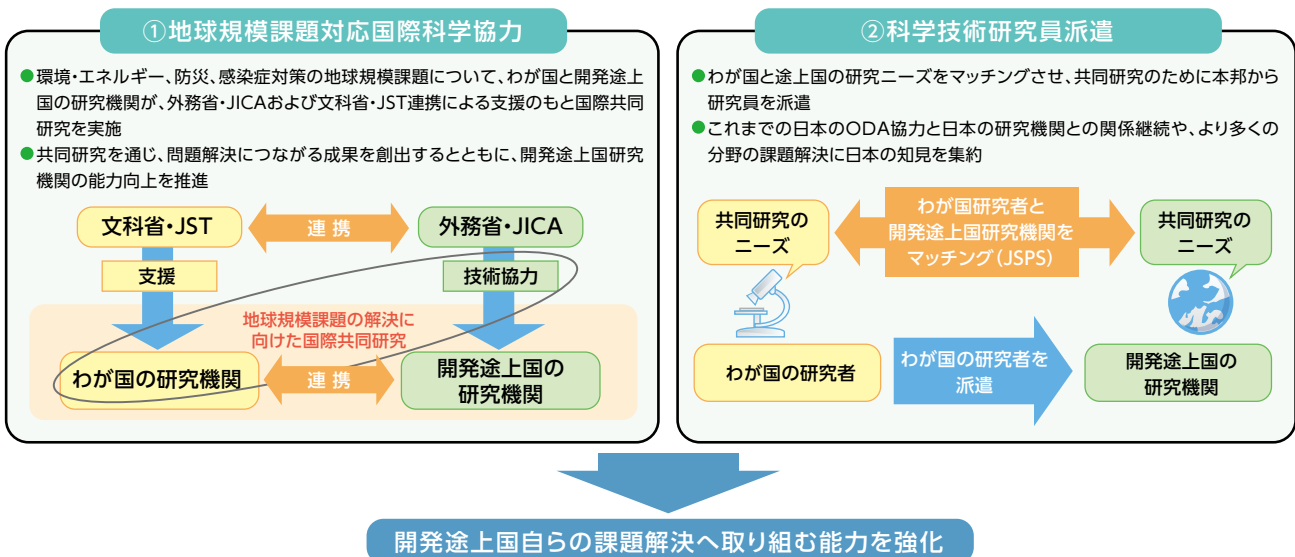 ①地球規模課題対応国際科学協力
●環境・エネルギー、防災、感染症対策の地球規模課題について、わが国と開発途上
国の研究機関が、外務省・JICAおよび文科省・JST連携による支援のもと国際共同
研究を実施
●共同研究を通じ、問題解決につながる成果を創出するとともに、開発途上国研究
機関の能力向上を推進
文科省・JST
連携
外務省・JICA
支援
技術協力
地球規模課題の解決に
向けた国際共同研究
わが国の研究機関
連携
開発途上国の
研究機関
②科学技術研究員派遣
●わが国と途上国の研究ニーズをマッチングさせ、共同研究のために本邦から
研究員を派遣
●これまでの日本のODA協力と日本の研究機関との関係継続や、より多くの
分野の課題解決に日本の知見を集約
共同研究の
ニーズ
わが国研究者と
開発途上国研究機関を
マッチング(JSPS)
共同研究の
ニーズ
わが国の研究者
わが国の研究者を
派遣
開発途上国の
研究機関
開発途上国自らの課題解決へ取り組む能力を強化